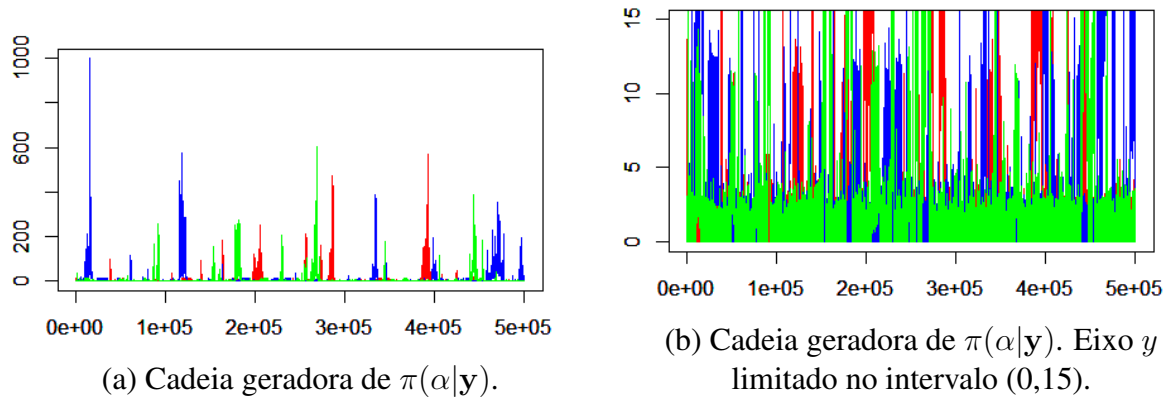 1000
600
200
0
0e+00 1e+05 2e+05 3e+05 4e+05 5e+05
(a) Cadeia geradora de π(α|y).
15
10
5
0
0e+00 1e+05 2e+05 3e+05 4e+05 5e+05
(b) Cadeia geradora de π(α|y). Eixo y
limitado no intervalo (0,15).